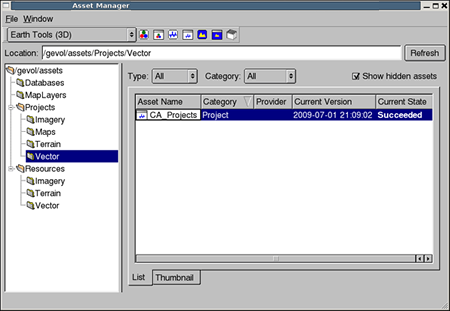 Asset Manager
File Window
Earth Tools (3D)
Location: /gevol/assets/Projects/Vector Refresh
/gevol/assets
Databases
MapLayers
Projects
Imagery
Maps
Terrain
Vector
Resources
Imagery
Terrain
Vector
Type: All Category: All Show hidden assets
Asset Name Category Provider Current Version Current State
CA_Projects Project 2009-07-01 21:09:02 Succeeded
List Thumbnail